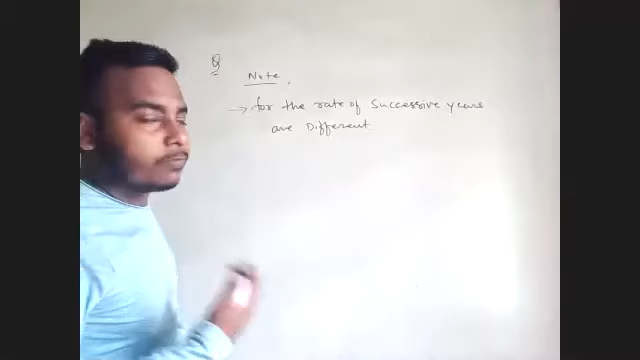 Q
Note,
→ for the rate of Successive years
are Different.